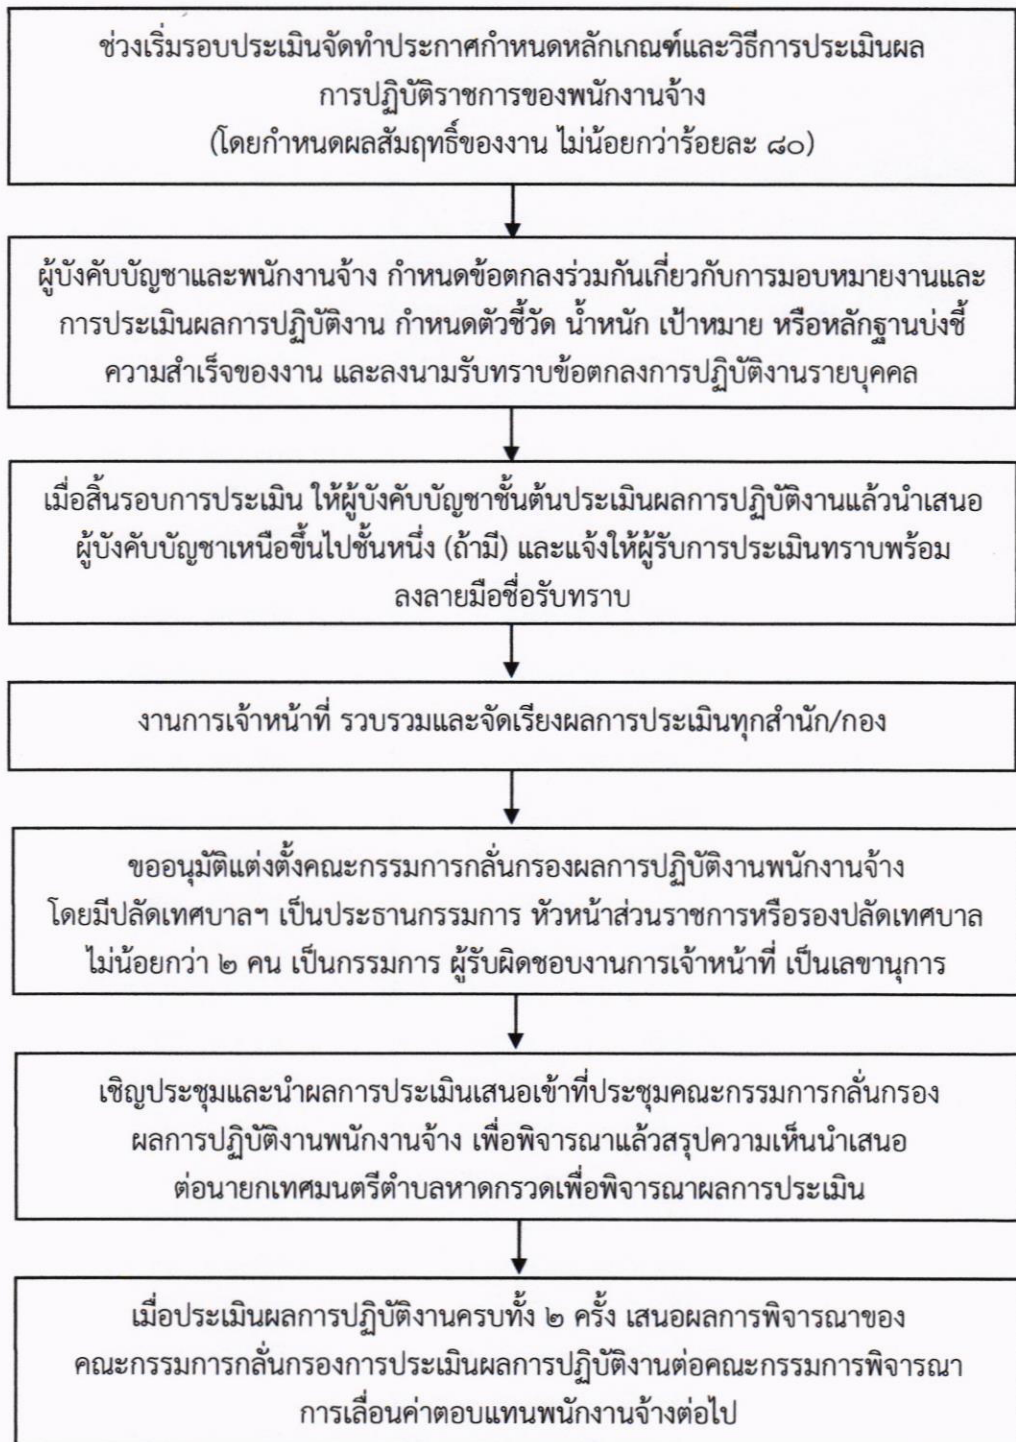 ช่วงเริ่มรอบประเมินจัดทำประกาศกำหนดหลักเกณฑ์และวิธีการประเมินผล
การปฏิบัติราชการของพนักงานจ้าง
(โดยกำหนดผลสัมฤทธิ์ของงาน ไม่น้อยกว่าร้อยละ ๘๐)
ผู้บังคับบัญชาและพนักงานจ้าง กำหนดข้อตกลงร่วมกันเกี่ยวกับการมอบหมายงานและ
การประเมินผลการปฏิบัติงาน กำหนดตัวชี้วัด น้ำหนัก เป้าหมาย หรือหลักฐานบ่งชี้
ความสำเร็จของงาน และลงนามรับทราบข้อตกลงการปฏิบัติงานรายบุคคล
เมื่อสิ้นรอบการประเมิน ให้ผู้บังคับบัญชาชั้นต้นประเมินผลการปฏิบัติงานแล้วนำเสนอ
ผู้บังคับบัญชาเหนือขึ้นไปชั้นหนึ่ง (ถ้ามี) และแจ้งให้ผู้รับการประเมินทราบพร้อม
ลงลายมือชื่อรับทราบ
งานการเจ้าหน้าที่ รวบรวมและจัดเรียงผลการประเมินทุกสำนัก/กอง
ขออนุมัติแต่งตั้งคณะกรรมการกลั่นกรองผลการปฏิบัติงานพนักงานจ้าง
โดยมีปลัดเทศบาลฯ เป็นประธานกรรมการ หัวหน้าส่วนราชการหรือรองปลัดเทศบาล
ไม่น้อยกว่า ๒ คน เป็นกรรมการ ผู้รับผิดชอบงานการเจ้าหน้าที่ เป็นเลขานุการ
เชิญประชุมและนำผลการประเมินเสนอเข้าที่ประชุมคณะกรรมการกลั่นกรอง
ผลการปฏิบัติงานพนักงานจ้าง เพื่อพิจารณาแล้วสรุปความเห็นนำเสนอ
ต่อนายกเทศมนตรีตำบลหาดกรวดเพื่อพิจารณาผลการประเมิน
เมื่อประเมินผลการปฏิบัติงานครบทั้ง ๒ ครั้ง เสนอผลการพิจารณาของ
คณะกรรมการกลั่นกรองการประเมินผลการปฏิบัติงานต่อคณะกรรมการพิจารณา
การเลื่อนค่าตอบแทนพนักงานจ้างต่อไป